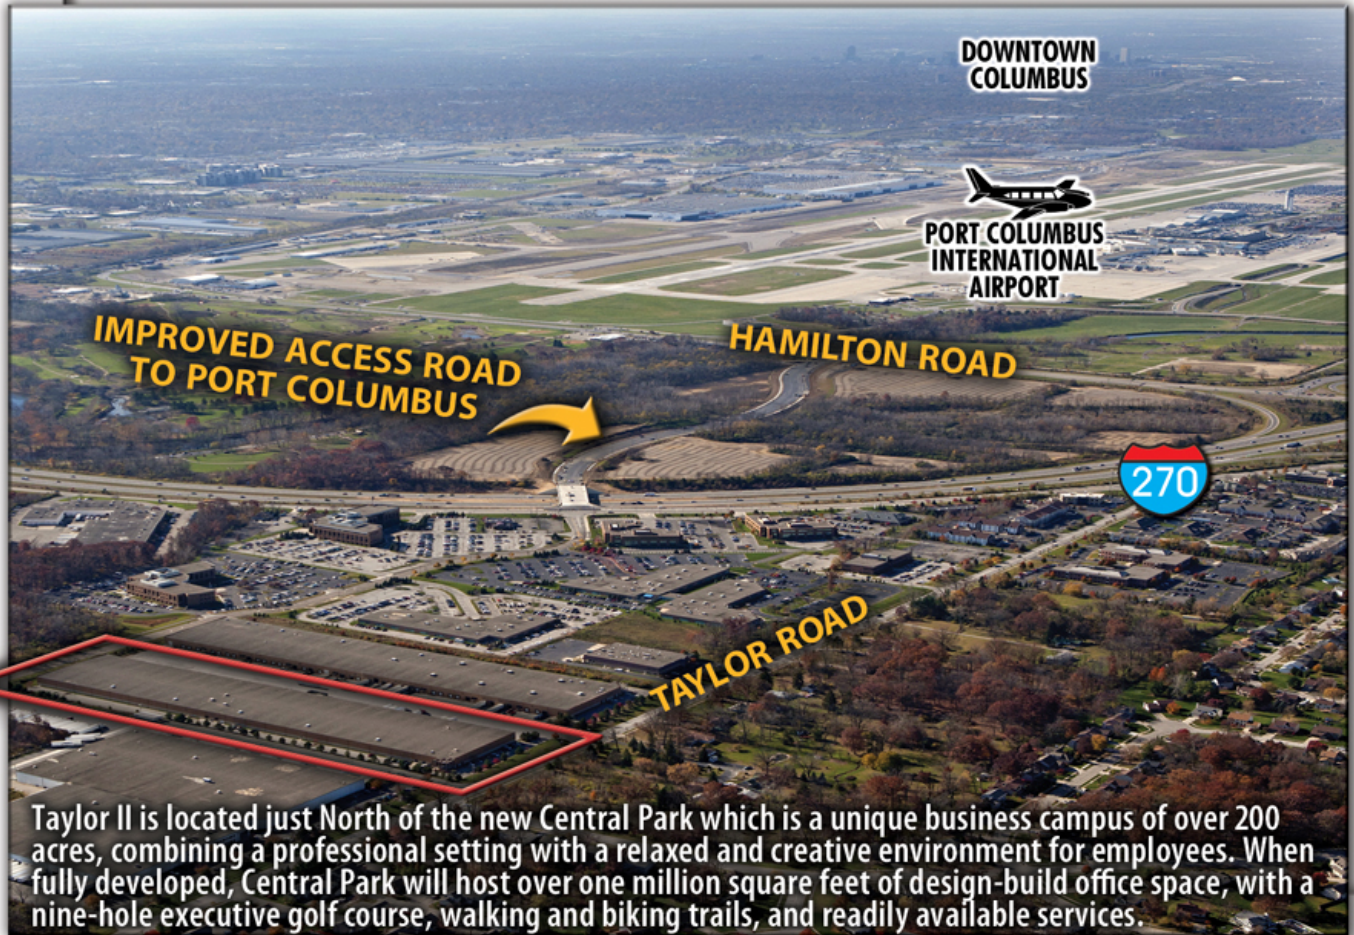 DOWNTOWN
COLUMBUS
PORT COLUMBUS
INTERNATIONAL
AIRPORT
IMPROVED ACCESS ROAD
TO PORT COLUMBUS
HAMILTON ROAD
270
TAYLOR ROAD
Taylor II is located just North of the new Central Park which is a unique business campus of over 200
acres, combining a professional setting with a relaxed and creative environment for employees. When
fully developed, Central Park will host over one million square feet of design-build office space, with a
nine-hole executive golf course, walking and biking trails, and readily available services.